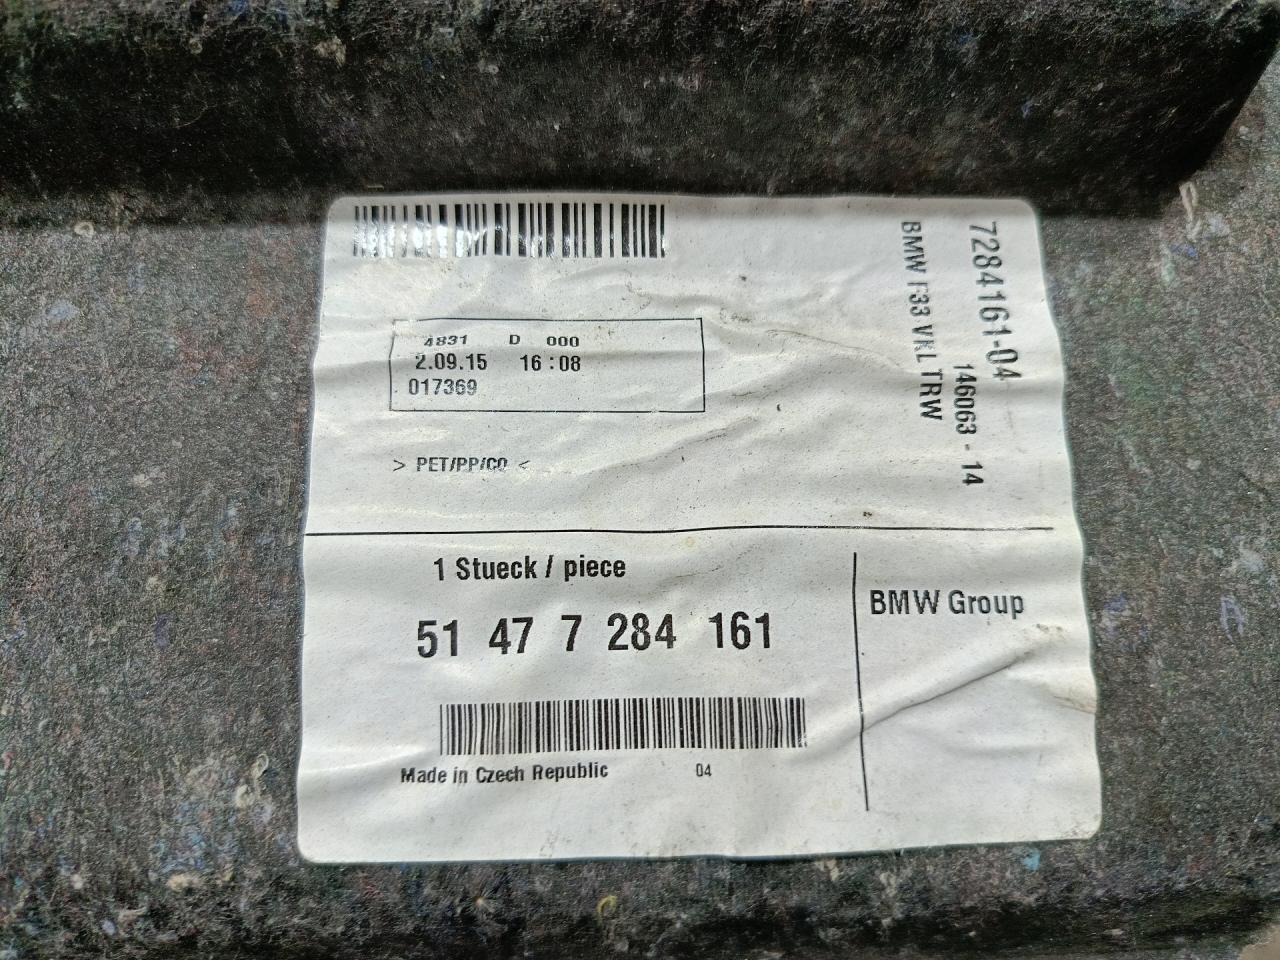 7284161-04
146063 - 14
BMW F33 VKL TRW
4831 D 000
2.09.15 16:08
017369
> PET/PP/CO <
1 Stueck / piece
51 47 7 284 161
BMW Group
Made in Czech Republic 04